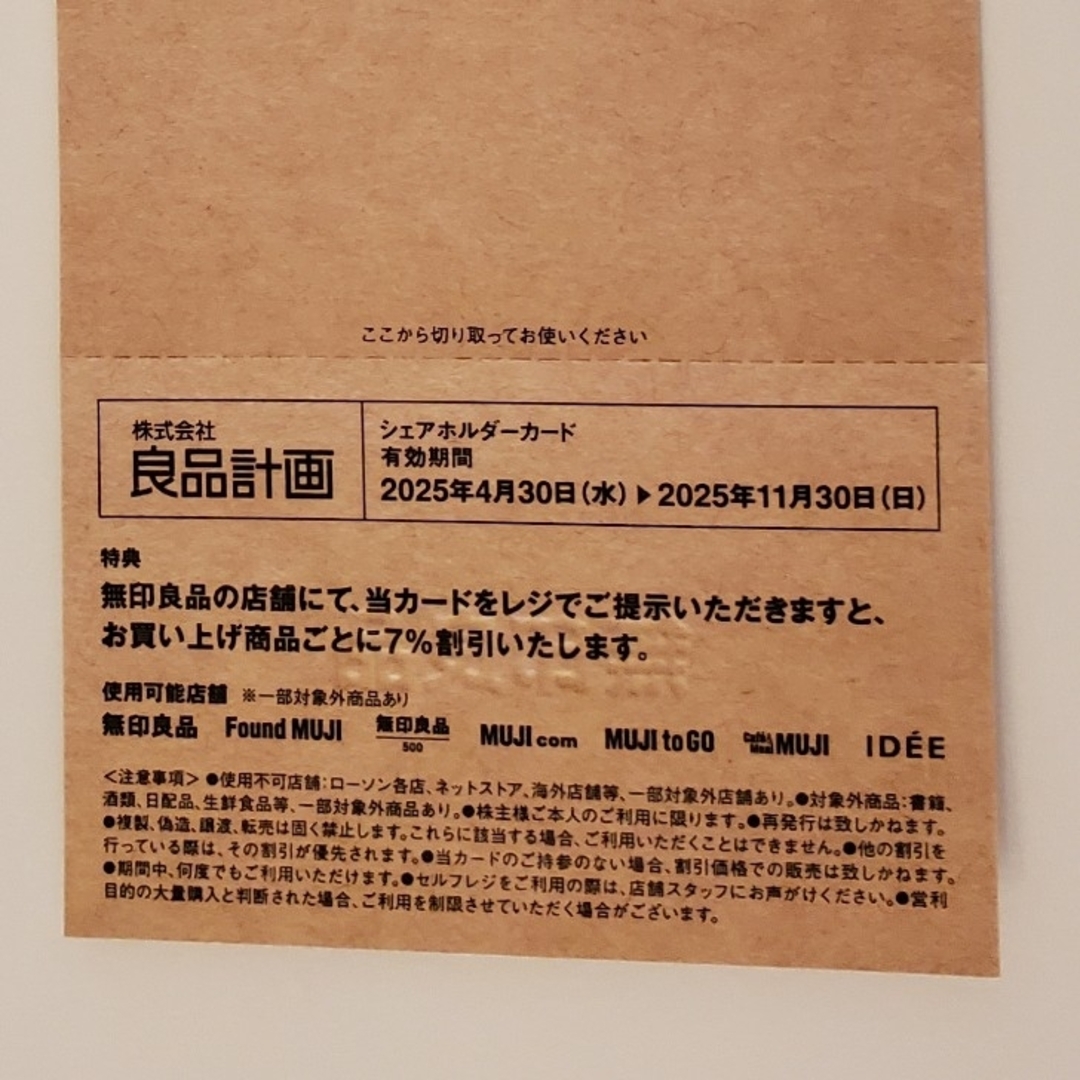 ここから切り取ってお使いください
株式会社
良品計画
シェアホルダーカード
有効期間
2025年4月30日(水)▶2025年11月30日(日)
特典
無印良品の店舗にて、当カードをレジでご提示いただきますと、
お買い上げ商品ごとに7%割引いたします。
使用可能店舗 ※一部対象外商品あり
無印良品 Found MUJI 無印良品 500 MUJI com MUJI to GO Café&Meal MUJI IDÉE
<注意事項> ●使用不可店舗:ローソン各店、ネットストア、海外店舗等、一部対象外店舗あり。●対象外商品:書籍、
酒類、日配品、生鮮食品等、一部対象外商品あり。●株主様ご本人のご利用に限ります。●再発行は致しかねます。
●複製、偽造、譲渡、転売は固く禁止します。これらに該当する場合、ご利用いただくことはできません。●他の割引を
行っている際は、その割引が優先されます。●当カードのご持参のない場合、割引価格での販売は致しかねます。
●期間中、何度でもご利用いただけます。●セルフレジをご利用の際は、店舗スタッフにお声がけください。●営利
目的の大量購入と判断された場合、ご利用を制限させていただく場合がございます。